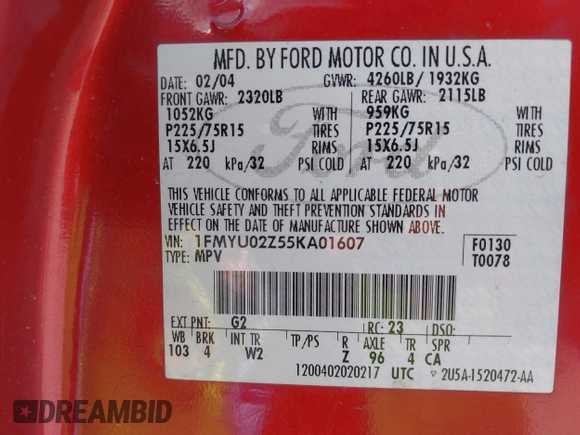 MFD. BY FORD MOTOR CO. IN U.S.A.
DATE: 02/04 GVWR: 4260LB/ 1932KG
FRONT GAWR: 2320LB REAR GAWR: 2115LB
1052KG WITH 959KG WITH
P225/75R15 TIRES P225/75R15 TIRES
15X6.5J RIMS 15X6.5J RIMS
AT 220 kPa/32 PSI COLD AT 220 kPa/32 PSI COLD
THIS VEHICLE CONFORMS TO ALL APPLICABLE FEDERAL MOTOR
VEHICLE SAFETY AND THEFT PREVENTION STANDARDS IN
EFFECT ON THE DATE OF MANUFACTURE SHOWN ABOVE.
VIN: 1FMYU02Z55KA01607 F0130
TYPE: MPV T0078
Ford
EXT PNT: G2 RC: 23 DSO:
WB BRK INT TR TP/PS R AXLE TR SPR
103 4 W2 Z 96 4 CA
1200402020217 UTC ▽ 2U5A-1520472-AA
DREAMBID